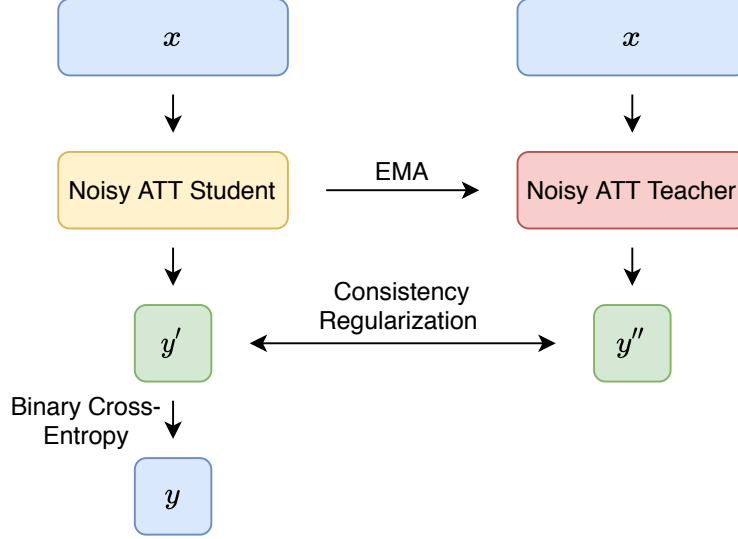 x
x
Noisy ATT Student
EMA
Noisy ATT Teacher
Consistency
Regularization
y′
y″
Binary Cross-
Entropy
y